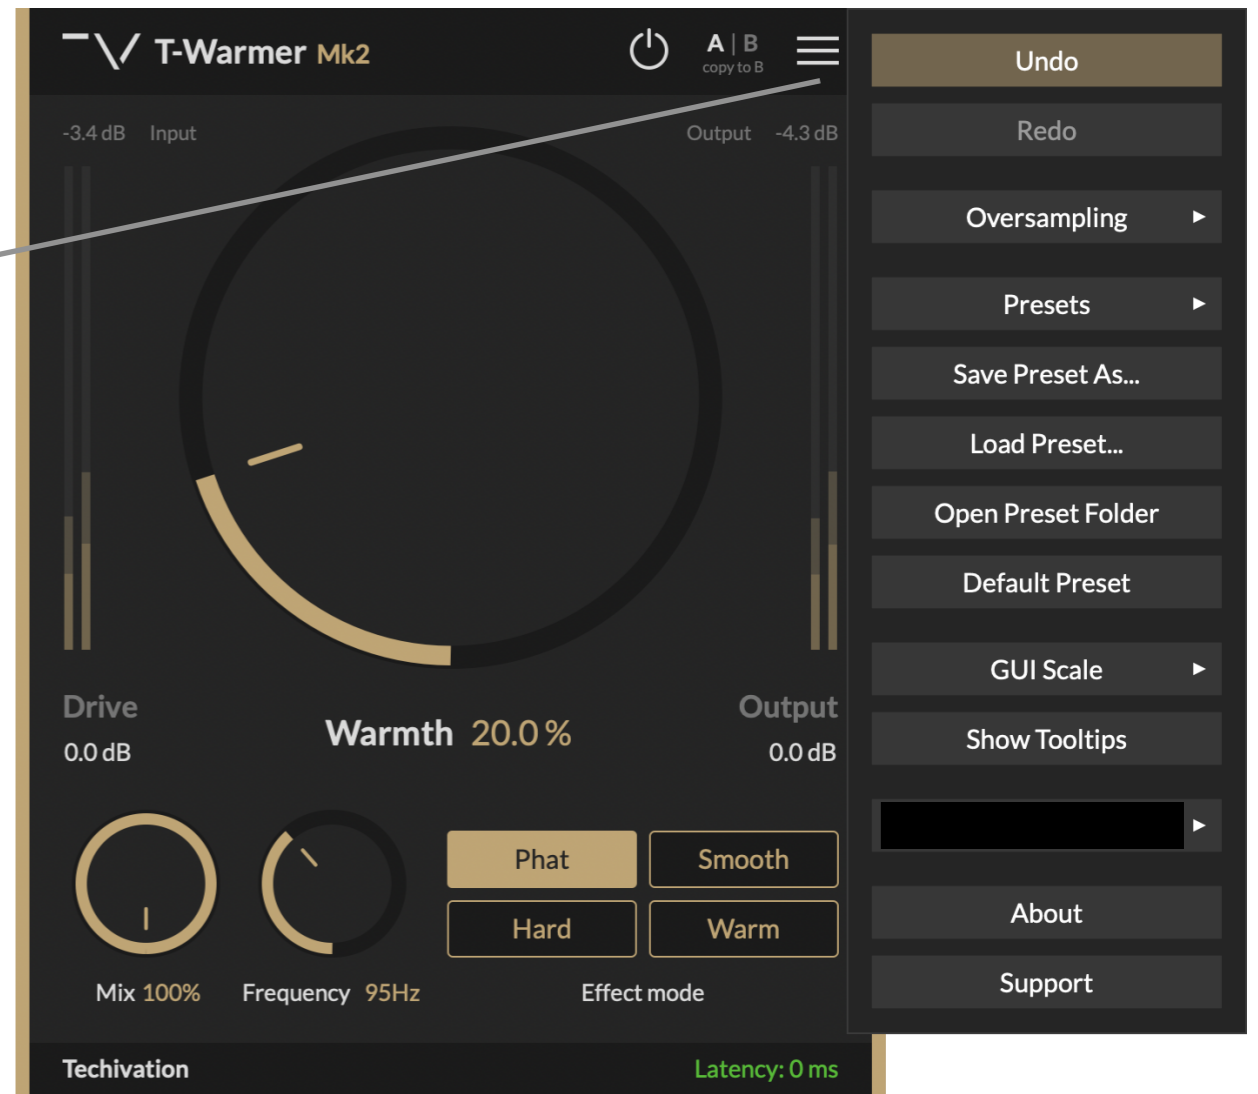 T-Warmer Mk2
A | B
copy to B
-3.4 dB Input
Output -4.3 dB
Drive
0.0 dB
Warmth 20.0 %
Output
0.0 dB
Phat
Smooth
Hard
Warm
Mix 100%
Frequency 95Hz
Effect mode
Techivation
Latency: 0 ms
Undo
Redo
Oversampling
Presets
Save Preset As...
Load Preset...
Open Preset Folder
Default Preset
GUI Scale
Show Tooltips
About
Support